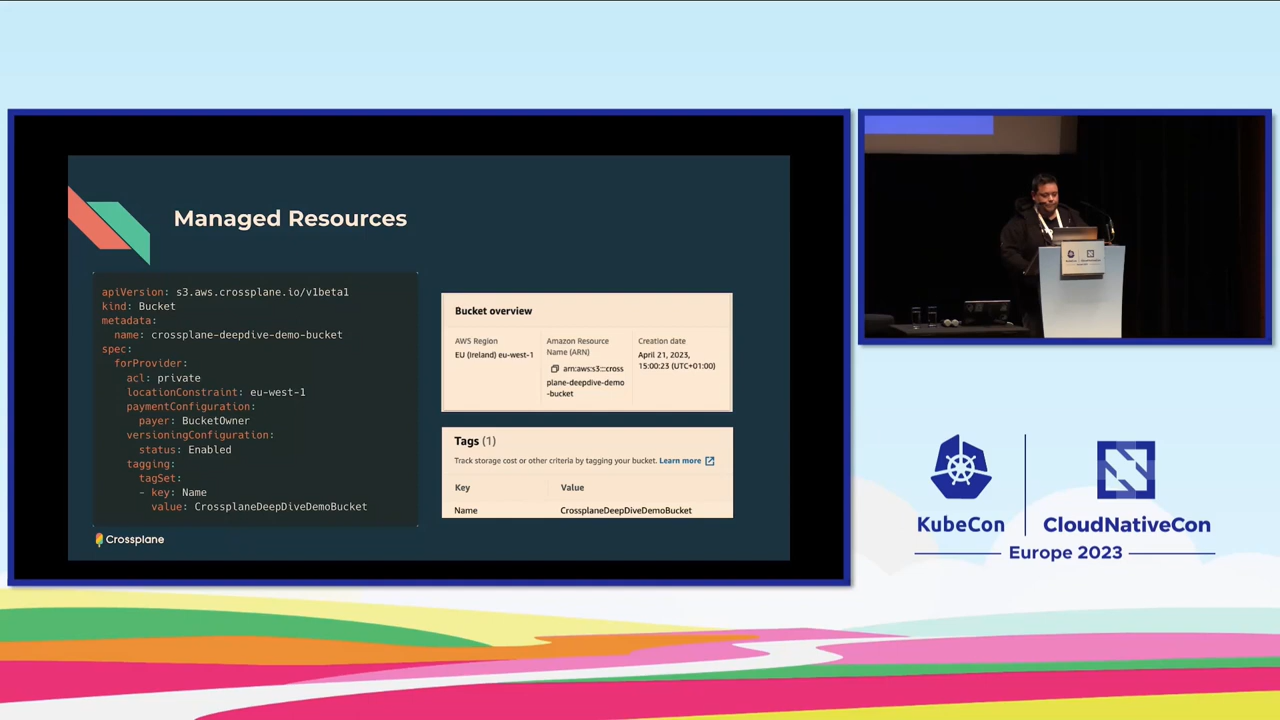 Managed Resources
apiVersion: s3.aws.crossplane.io/v1beta1
kind: Bucket
metadata:
name: crossplane-deepdive-demo-bucket
spec:
forProvider:
acl: private
locationConstraint: eu-west-1
paymentConfiguration:
payer: BucketOwner
versioningConfiguration:
status: Enabled
tagging:
tagSet:
- key: Name
value: CrossplaneDeepDiveDemoBucket
Bucket overview
AWS Region
EU (Ireland) eu-west-1
Amazon Resource
Name (ARN)
arn:aws:s3:::cross
plane-deepdive-demo
-bucket
Creation date
April 21, 2023,
15:00:23 (UTC+01:00)
Tags (1)
Track storage cost or other criteria by tagging your bucket. Learn more
Key Value
Name CrossplaneDeepDiveDemoBucket
Crossplane
KubeCon
CloudNativeCon
Europe 2023